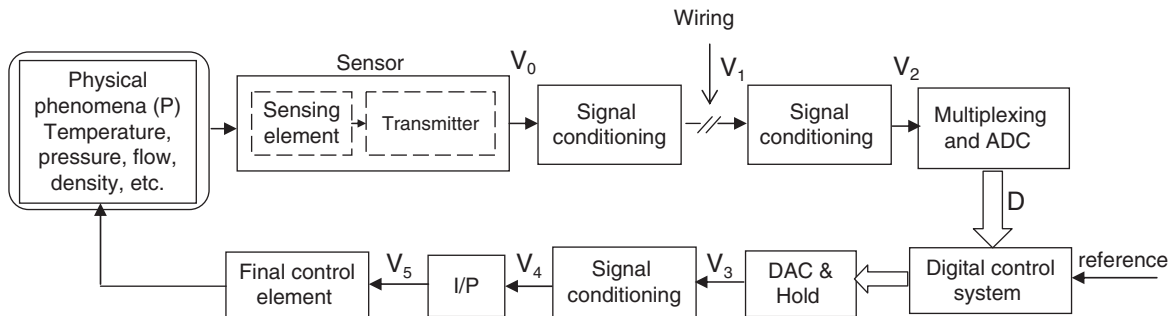 Wiring
Physical
phenomena (P)
Temperature,
pressure, flow,
density, etc.
Sensor
Sensing
element
Transmitter
V0
Signal
conditioning
V1
Signal
conditioning
V2
Multiplexing
and ADC
D
Digital control
system
reference
DAC &
Hold
V3
Signal
conditioning
V4
I/P
V5
Final control
element